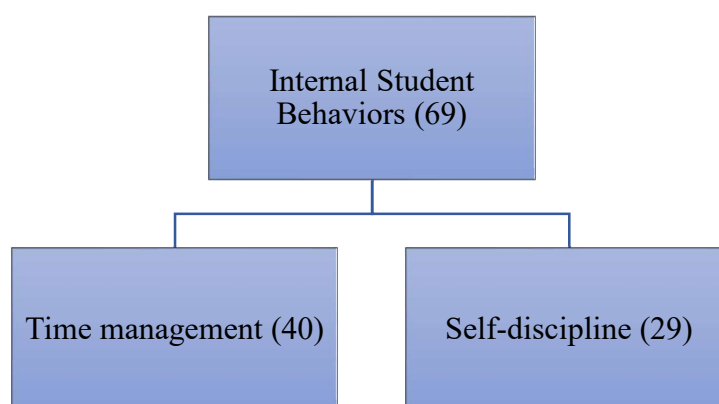 Internal Student
Behaviors (69)
Time management (40)
Self-discipline (29)